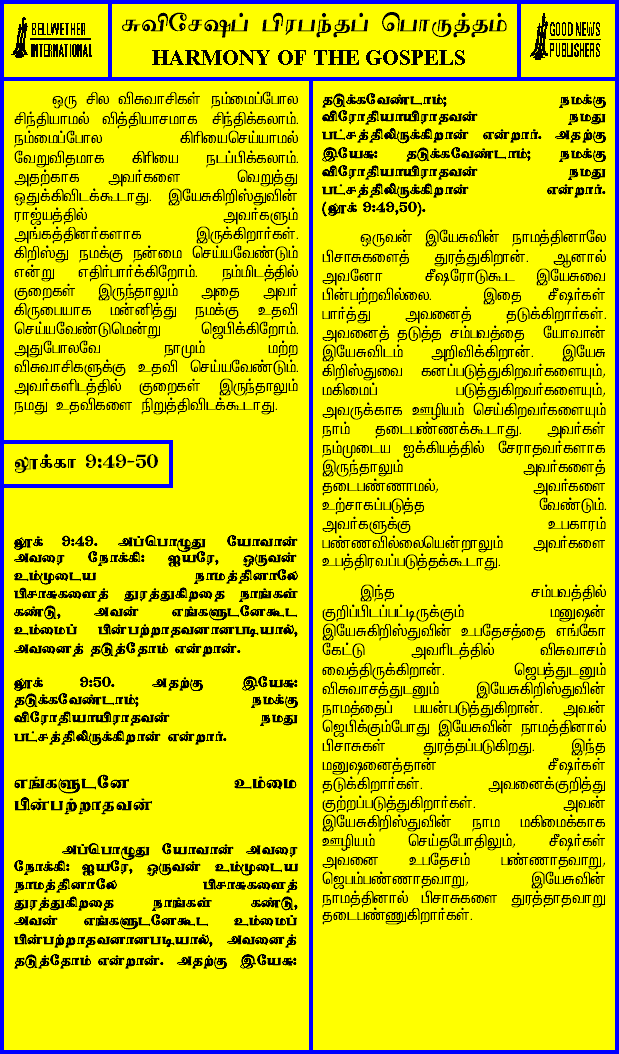 BELLWETHER
INTERNATIONAL
சுவிசேஷப் பிரபந்தப் பொருத்தம்
HARMONY OF THE GOSPELS
GOOD NEWS
PUBLISHERS
ஒரு சில விசுவாசிகள் நம்மைப்போல
சிந்தியாமல் வித்தியாசமாக சிந்திக்கலாம்.
நம்மைப்போல கிரியைசெய்யாமல்
வேறுவிதமாக கிரியை நடப்பிக்கலாம்.
அதற்காக அவர்களை வெறுத்து
ஒதுக்கிவிடக்கூடாது. இயேசுகிறிஸ்துவின்
ராஜ்யத்தில் அவர்களும்
அங்கத்தினர்களாக இருக்கிறார்கள்.
கிறிஸ்து நமக்கு நன்மை செய்யவேண்டும்
என்று எதிர்பார்க்கிறோம். நம்மிடத்தில்
குறைகள் இருந்தாலும் அதை அவர்
கிருபையாக மன்னித்து நமக்கு உதவி
செய்யவேண்டுமென்று ஜெபிக்கிறோம்.
அதுபோலவே நாமும் மற்ற
விசுவாசிகளுக்கு உதவி செய்யவேண்டும்.
அவர்களிடத்தில் குறைகள் இருந்தாலும்
நமது உதவிகளை நிறுத்திவிடக்கூடாது.
லூக்கா 9:49-50
லூக் 9:49. அப்பொழுது யோவான்
அவரை நோக்கி: ஐயரே, ஒருவன்
உம்முடைய நாமத்தினாலே
பிசாசுகளைத் துரத்துகிறதை நாங்கள்
கண்டு, அவன் எங்களுடனேகூட
உம்மைப் பின்பற்றாதவனானபடியால்,
அவனைத் தடுத்தோம் என்றான்.
லூக் 9:50. அதற்கு இயேசு:
தடுக்கவேண்டாம்; நமக்கு
விரோதியாயிராதவன் நமது
பட்சத்திலிருக்கிறான் என்றார்.
எங்களுடனே உம்மை
பின்பற்றாதவன்
அப்பொழுது யோவான் அவரை
நோக்கி: ஐயரே, ஒருவன் உம்முடைய
நாமத்தினாலே பிசாசுகளைத்
துரத்துகிறதை நாங்கள் கண்டு,
அவன் எங்களுடனேகூட உம்மைப்
பின்பற்றாதவனானபடியால், அவனைத்
தடுத்தோம் என்றான். அதற்கு இயேசு:
தடுக்கவேண்டாம்; நமக்கு
விரோதியாயிராதவன் நமது
பட்சத்திலிருக்கிறான் என்றார். அதற்கு
இயேசு: தடுக்கவேண்டாம்; நமக்கு
விரோதியாயிராதவன் நமது
பட்சத்திலிருக்கிறான் என்றார்.
(லூக் 9:49,50).
ஒருவன் இயேசுவின் நாமத்தினாலே
பிசாசுகளைத் துரத்துகிறான். ஆனால்
அவனோ சீஷரோடுகூட இயேசுவை
பின்பற்றவில்லை. இதை சீஷர்கள்
பார்த்து அவனைத் தடுக்கிறார்கள்.
அவனைத் தடுத்த சம்பவத்தை யோவான்
இயேசுவிடம் அறிவிக்கிறான். இயேசு
கிறிஸ்துவை கனப்படுத்துகிறவர்களையும்,
மகிமைப் படுத்துகிறவர்களையும்,
அவருக்காக ஊழியம் செய்கிறவர்களையும்
நாம் தடைபண்ணக்கூடாது. அவர்கள்
நம்முடைய ஐக்கியத்தில் சேராதவர்களாக
இருந்தாலும் அவர்களைத்
தடைபண்ணாமல், அவர்களை
உற்சாகப்படுத்த வேண்டும்.
அவர்களுக்கு உபகாரம்
பண்ணவில்லையென்றாலும் அவர்களை
உபத்திரவப்படுத்தக்கூடாது.
இந்த சம்பவத்தில்
குறிப்பிடப்பட்டிருக்கும் மனுஷன்
இயேசுகிறிஸ்துவின் உபதேசத்தை எங்கோ
கேட்டு அவரிடத்தில் விசுவாசம்
வைத்திருக்கிறான். ஜெபத்துடனும்
விசுவாசத்துடனும் இயேசுகிறிஸ்துவின்
நாமத்தைப் பயன்படுத்துகிறான். அவன்
ஜெபிக்கும்போது இயேசுவின் நாமத்தினால்
பிசாசுகள் துரத்தப்படுகிறது. இந்த
மனுஷனைத்தான் சீஷர்கள்
தடுக்கிறார்கள். அவனைக்குறித்து
குற்றப்படுத்துகிறார்கள். அவன்
இயேசுகிறிஸ்துவின் நாம மகிமைக்காக
ஊழியம் செய்தபோதிலும், சீஷர்கள்
அவனை உபதேசம் பண்ணாதவாறு,
ஜெபம்பண்ணாதவாறு, இயேசுவின்
நாமத்தினால் பிசாசுகளை துரத்தாதவாறு
தடைபண்ணுகிறார்கள்.